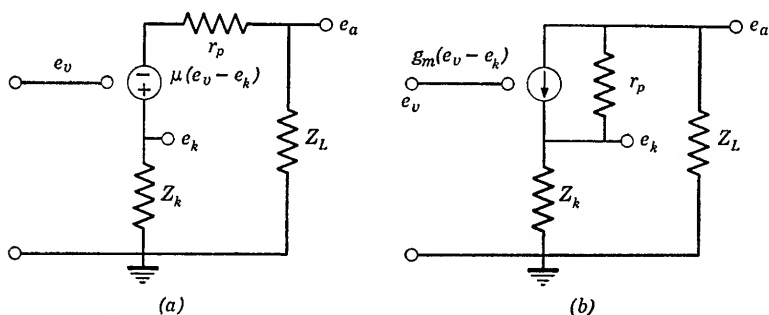 r_p
e_a
e_v
μ(e_v − e_k)
−
+
e_k
Z_L
Z_k
(a)
e_a
g_m(e_v − e_k)
r_p
e_v
e_k
Z_L
Z_k
(b)